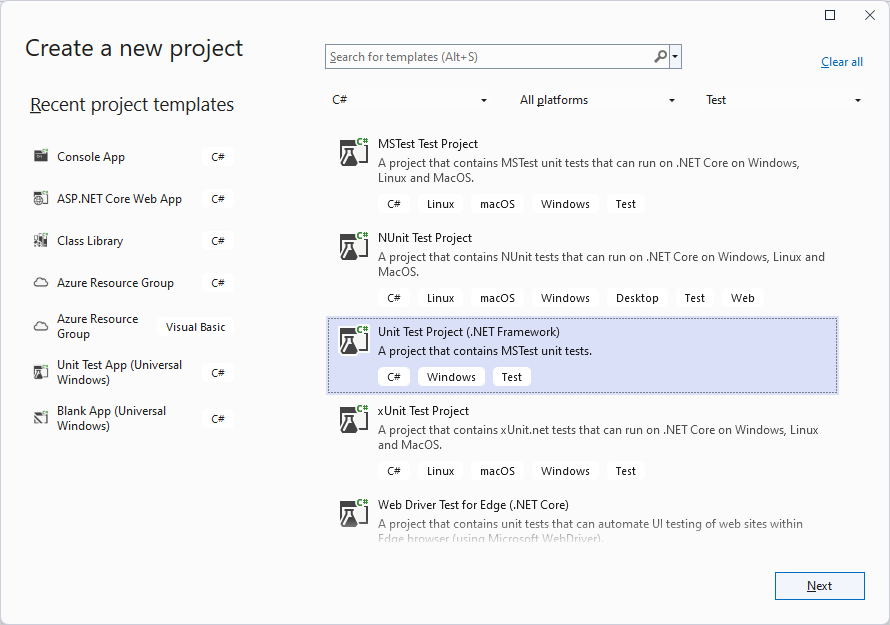 Create a new project
Search for templates (Alt+S)
Clear all
Recent project templates
Console App C#
ASP.NET Core Web App C#
Class Library C#
Azure Resource Group C#
Azure Resource
Group
Visual Basic
Unit Test App (Universal
Windows)
C#
Blank App (Universal
Windows)
C#
C# All platforms Test
C#
MSTest Test Project
A project that contains MSTest unit tests that can run on .NET Core on Windows,
Linux and MacOS.
C# Linux macOS Windows Test
C#
NUnit Test Project
A project that contains NUnit tests that can run on .NET Core on Windows, Linux and
MacOS.
C# Linux macOS Windows Desktop Test Web
C#
Unit Test Project (.NET Framework)
A project that contains MSTest unit tests.
C# Windows Test
C#
xUnit Test Project
A project that contains xUnit.net tests that can run on .NET Core on Windows, Linux
and MacOS.
C# Linux macOS Windows Test
C#
Web Driver Test for Edge (.NET Core)
A project that contains unit tests that can automate UI testing of web sites within
Edge browser (using Microsoft WebDriver).
Next